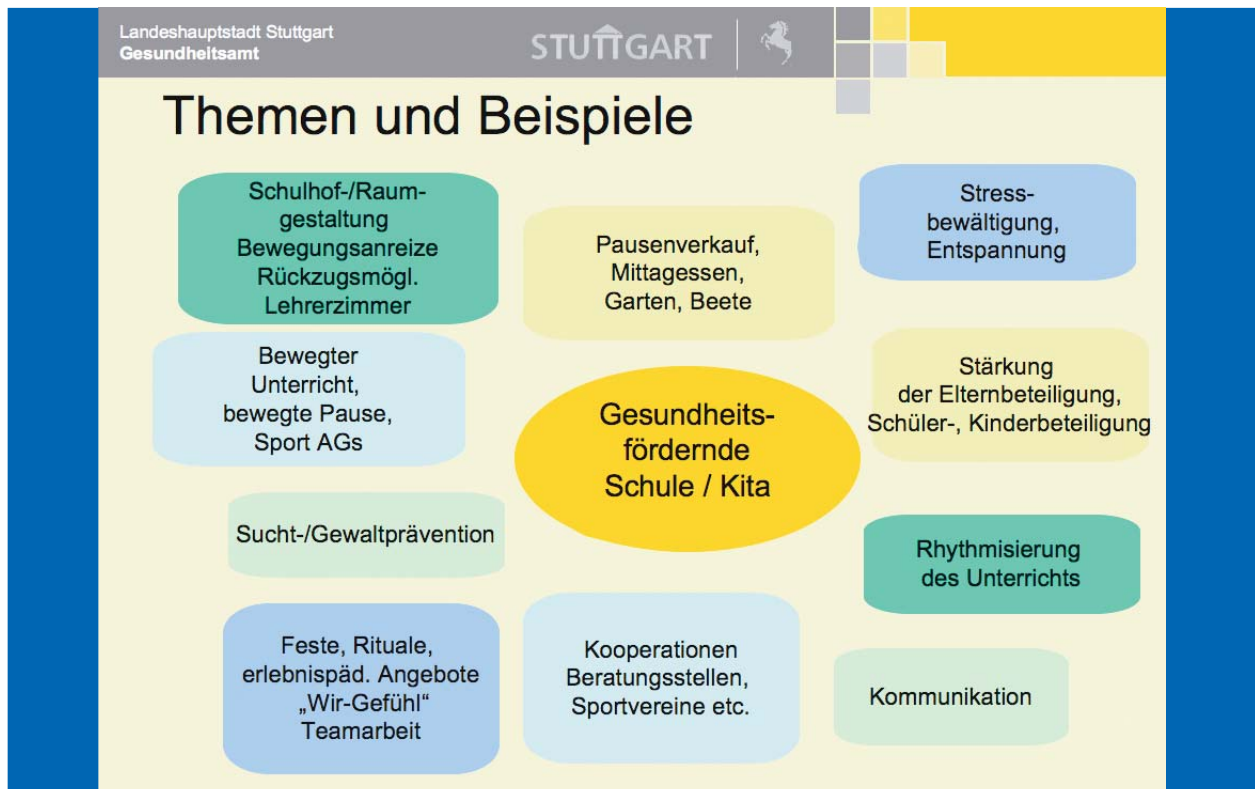 Landeshauptstadt Stuttgart
Gesundheitsamt
STUTTGART
Themen und Beispiele
Schulhof-/Raum-
gestaltung
Bewegungsanreize
Rückzugsmögl.
Lehrerzimmer
Pausenverkauf,
Mittagessen,
Garten, Beete
Stress-
bewältigung,
Entspannung
Bewegter
Unterricht,
bewegte Pause,
Sport AGs
Gesundheits-
fördernde
Schule / Kita
Stärkung
der Elternbeteiligung,
Schüler-, Kinderbeteiligung
Sucht-/Gewaltprävention
Rhythmisierung
des Unterrichts
Feste, Rituale,
erlebnispäd. Angebote
„Wir-Gefühl“
Teamarbeit
Kooperationen
Beratungsstellen,
Sportvereine etc.
Kommunikation